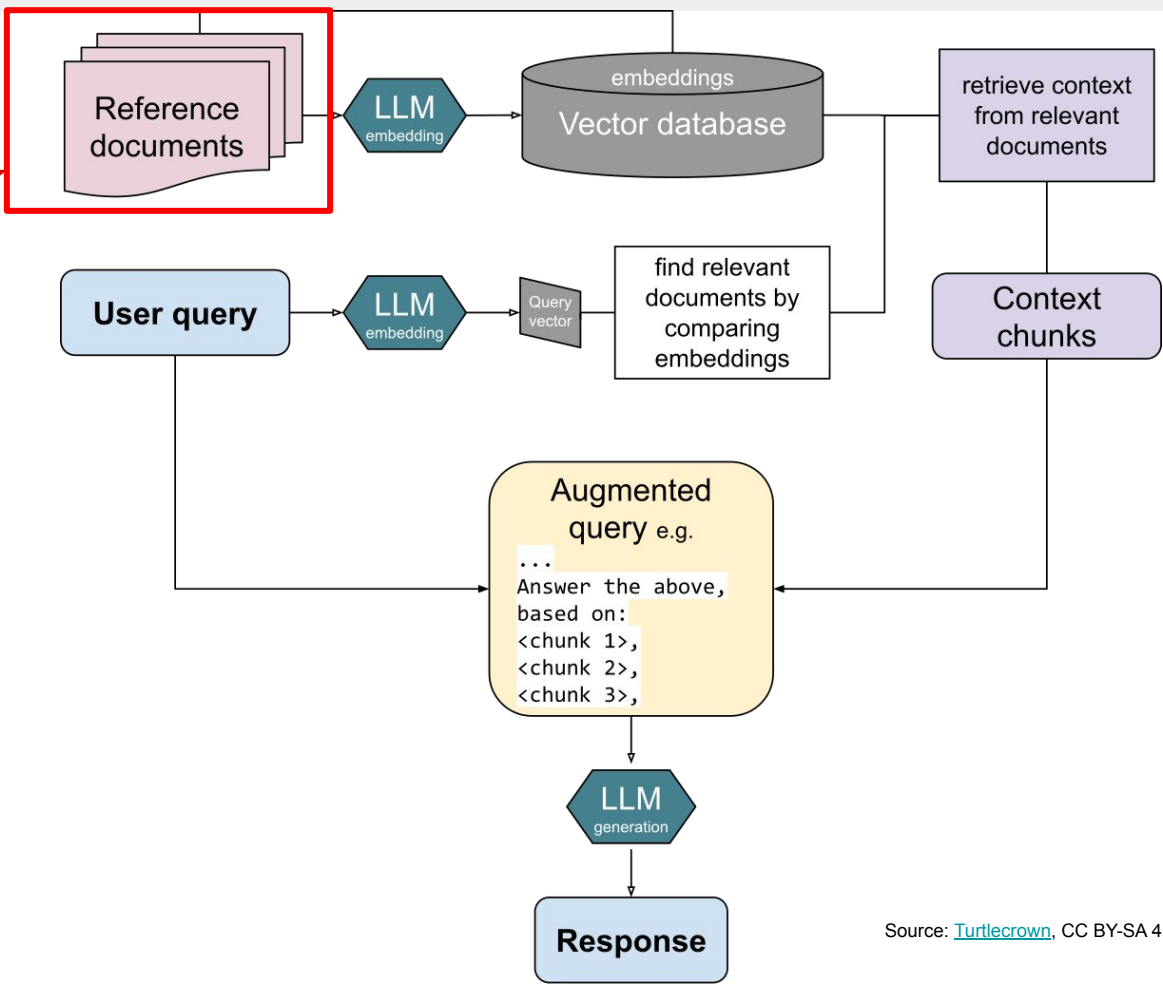 Reference
documents
LLM
embedding
embeddings
Vector database
retrieve context
from relevant
documents
User query
LLM
embedding
Query
vector
find relevant
documents by
comparing
embeddings
Context
chunks
Augmented
query e.g.
...
Answer the above,
based on:
<chunk 1>,
<chunk 2>,
<chunk 3>,
LLM
generation
Response
Source: Turtlecrown, CC BY-SA 4